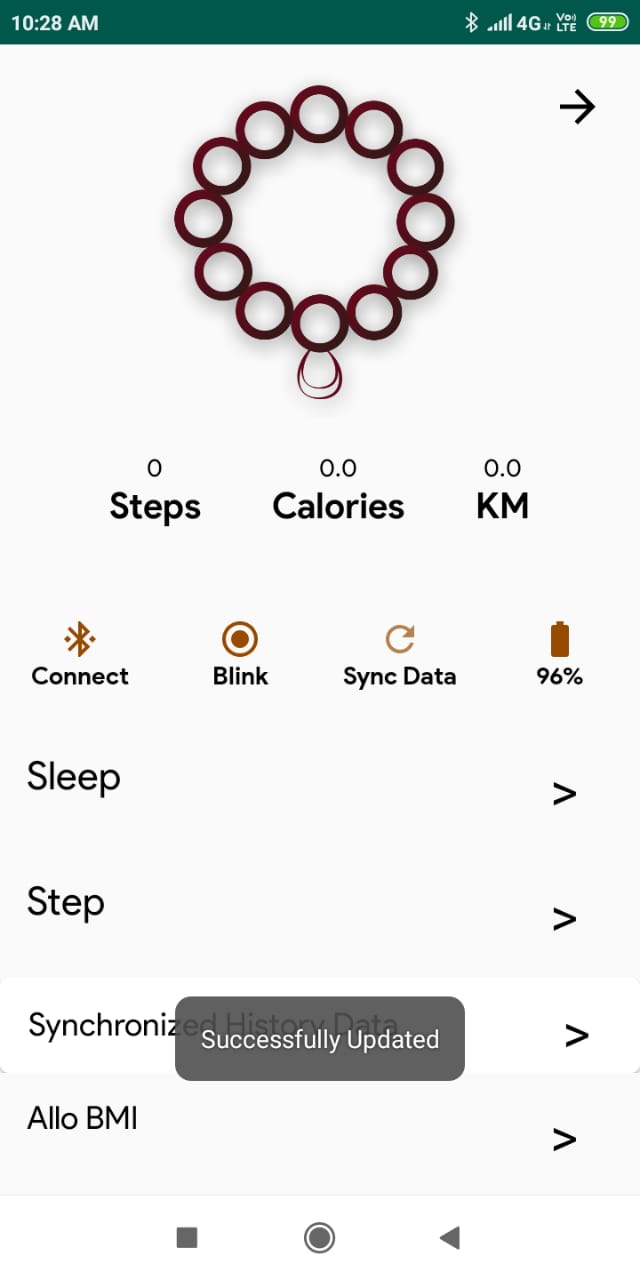 10:28 AM
4G Vo) LTE 99
0 0.0 0.0
Steps Calories KM
Connect Blink Sync Data 96%
Sleep
>
Step
>
Synchronized History Data
>
Successfully Updated
Allo BMI
>